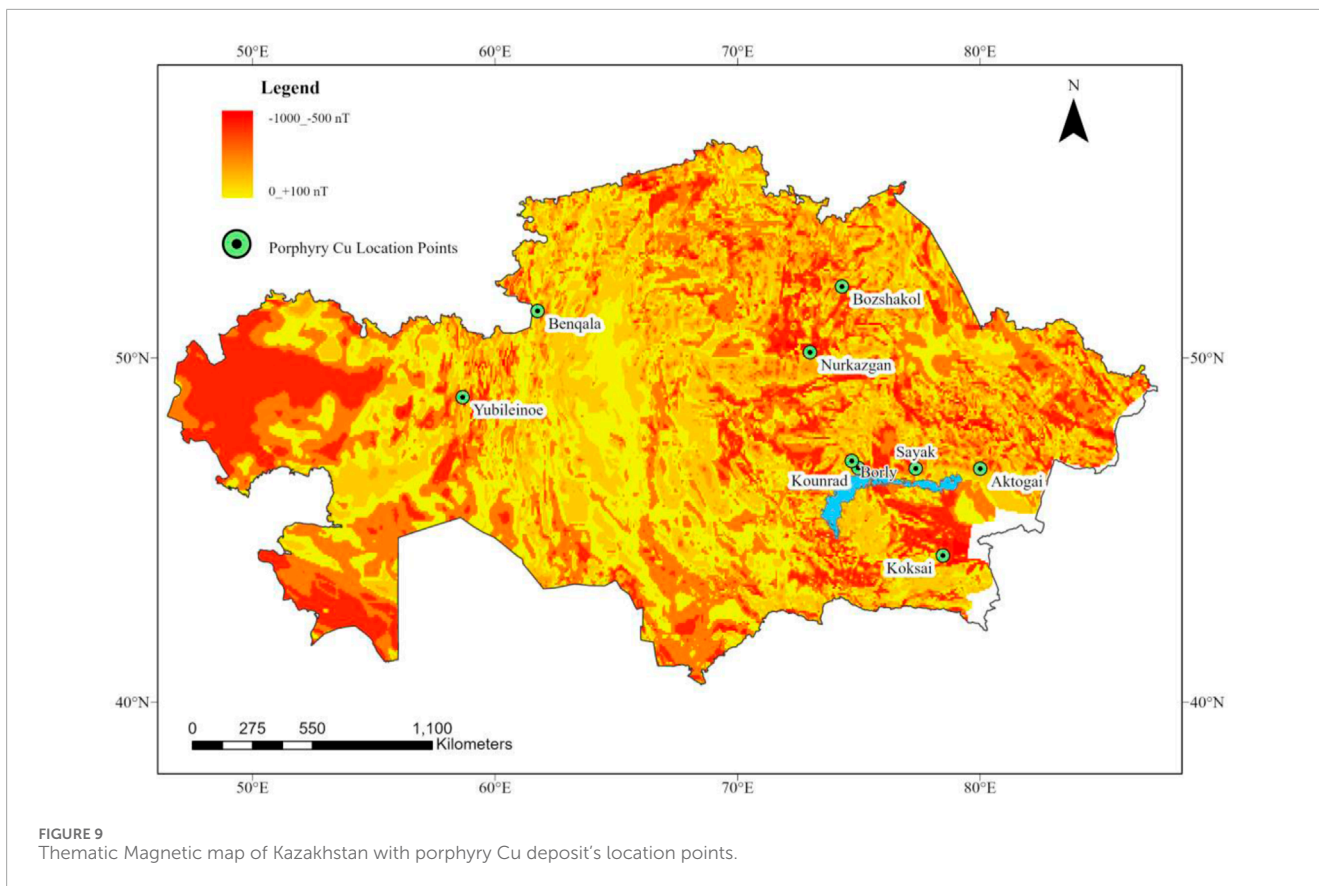 50°E 60°E 70°E 80°E
Legend
-1000_-500 nT
0_+100 nT
Porphyry Cu Location Points
N
Bozshakol
Benqala
50°N 50°N
Nurkazgan
Yubileinoe
Sayak
Kounrad Borly Aktogai
Koksai
40°N 40°N
0 275 550 1,100
Kilometers
50°E 60°E 70°E 80°E
FIGURE 9
Thematic Magnetic map of Kazakhstan with porphyry Cu deposit's location points.